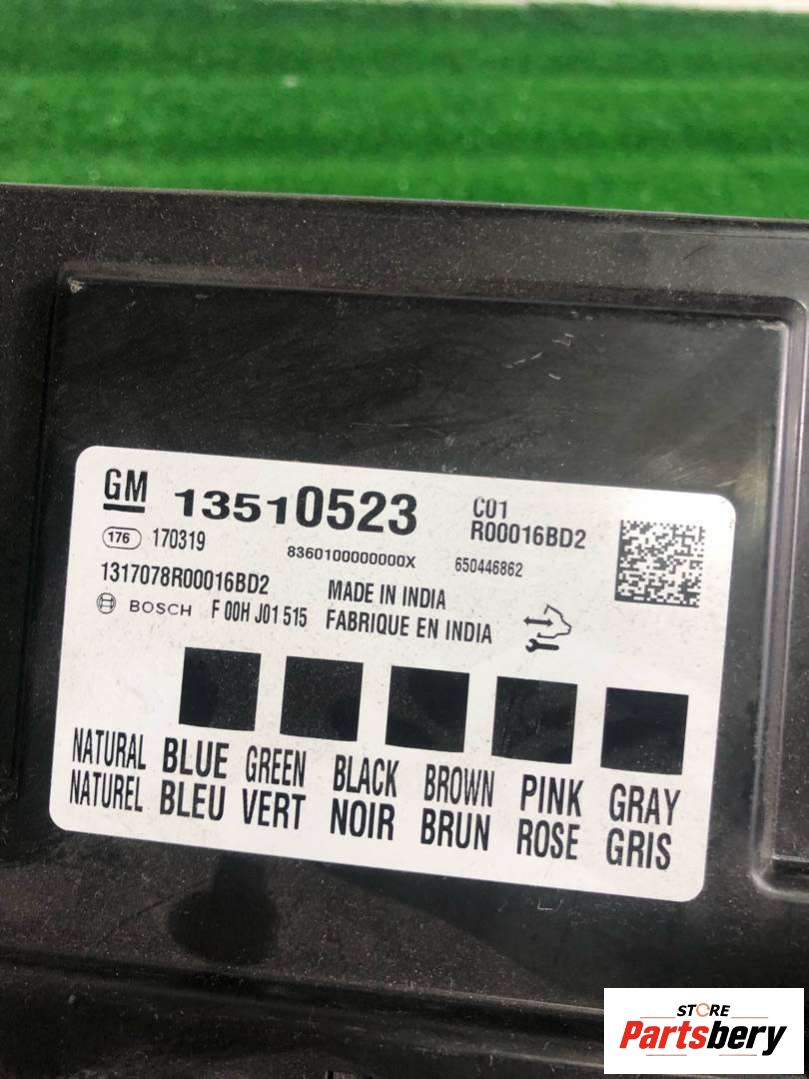 GM 13510523 C01
R00016BD2
176 170319 8360100000000X 650446862
1317078R00016BD2 MADE IN INDIA
BOSCH F 00H J01 515 FABRIQUE EN INDIA
NATURAL BLUE GREEN BLACK BROWN PINK GRAY
NATUREL BLEU VERT NOIR BRUN ROSE GRIS
STORE
Partsbery